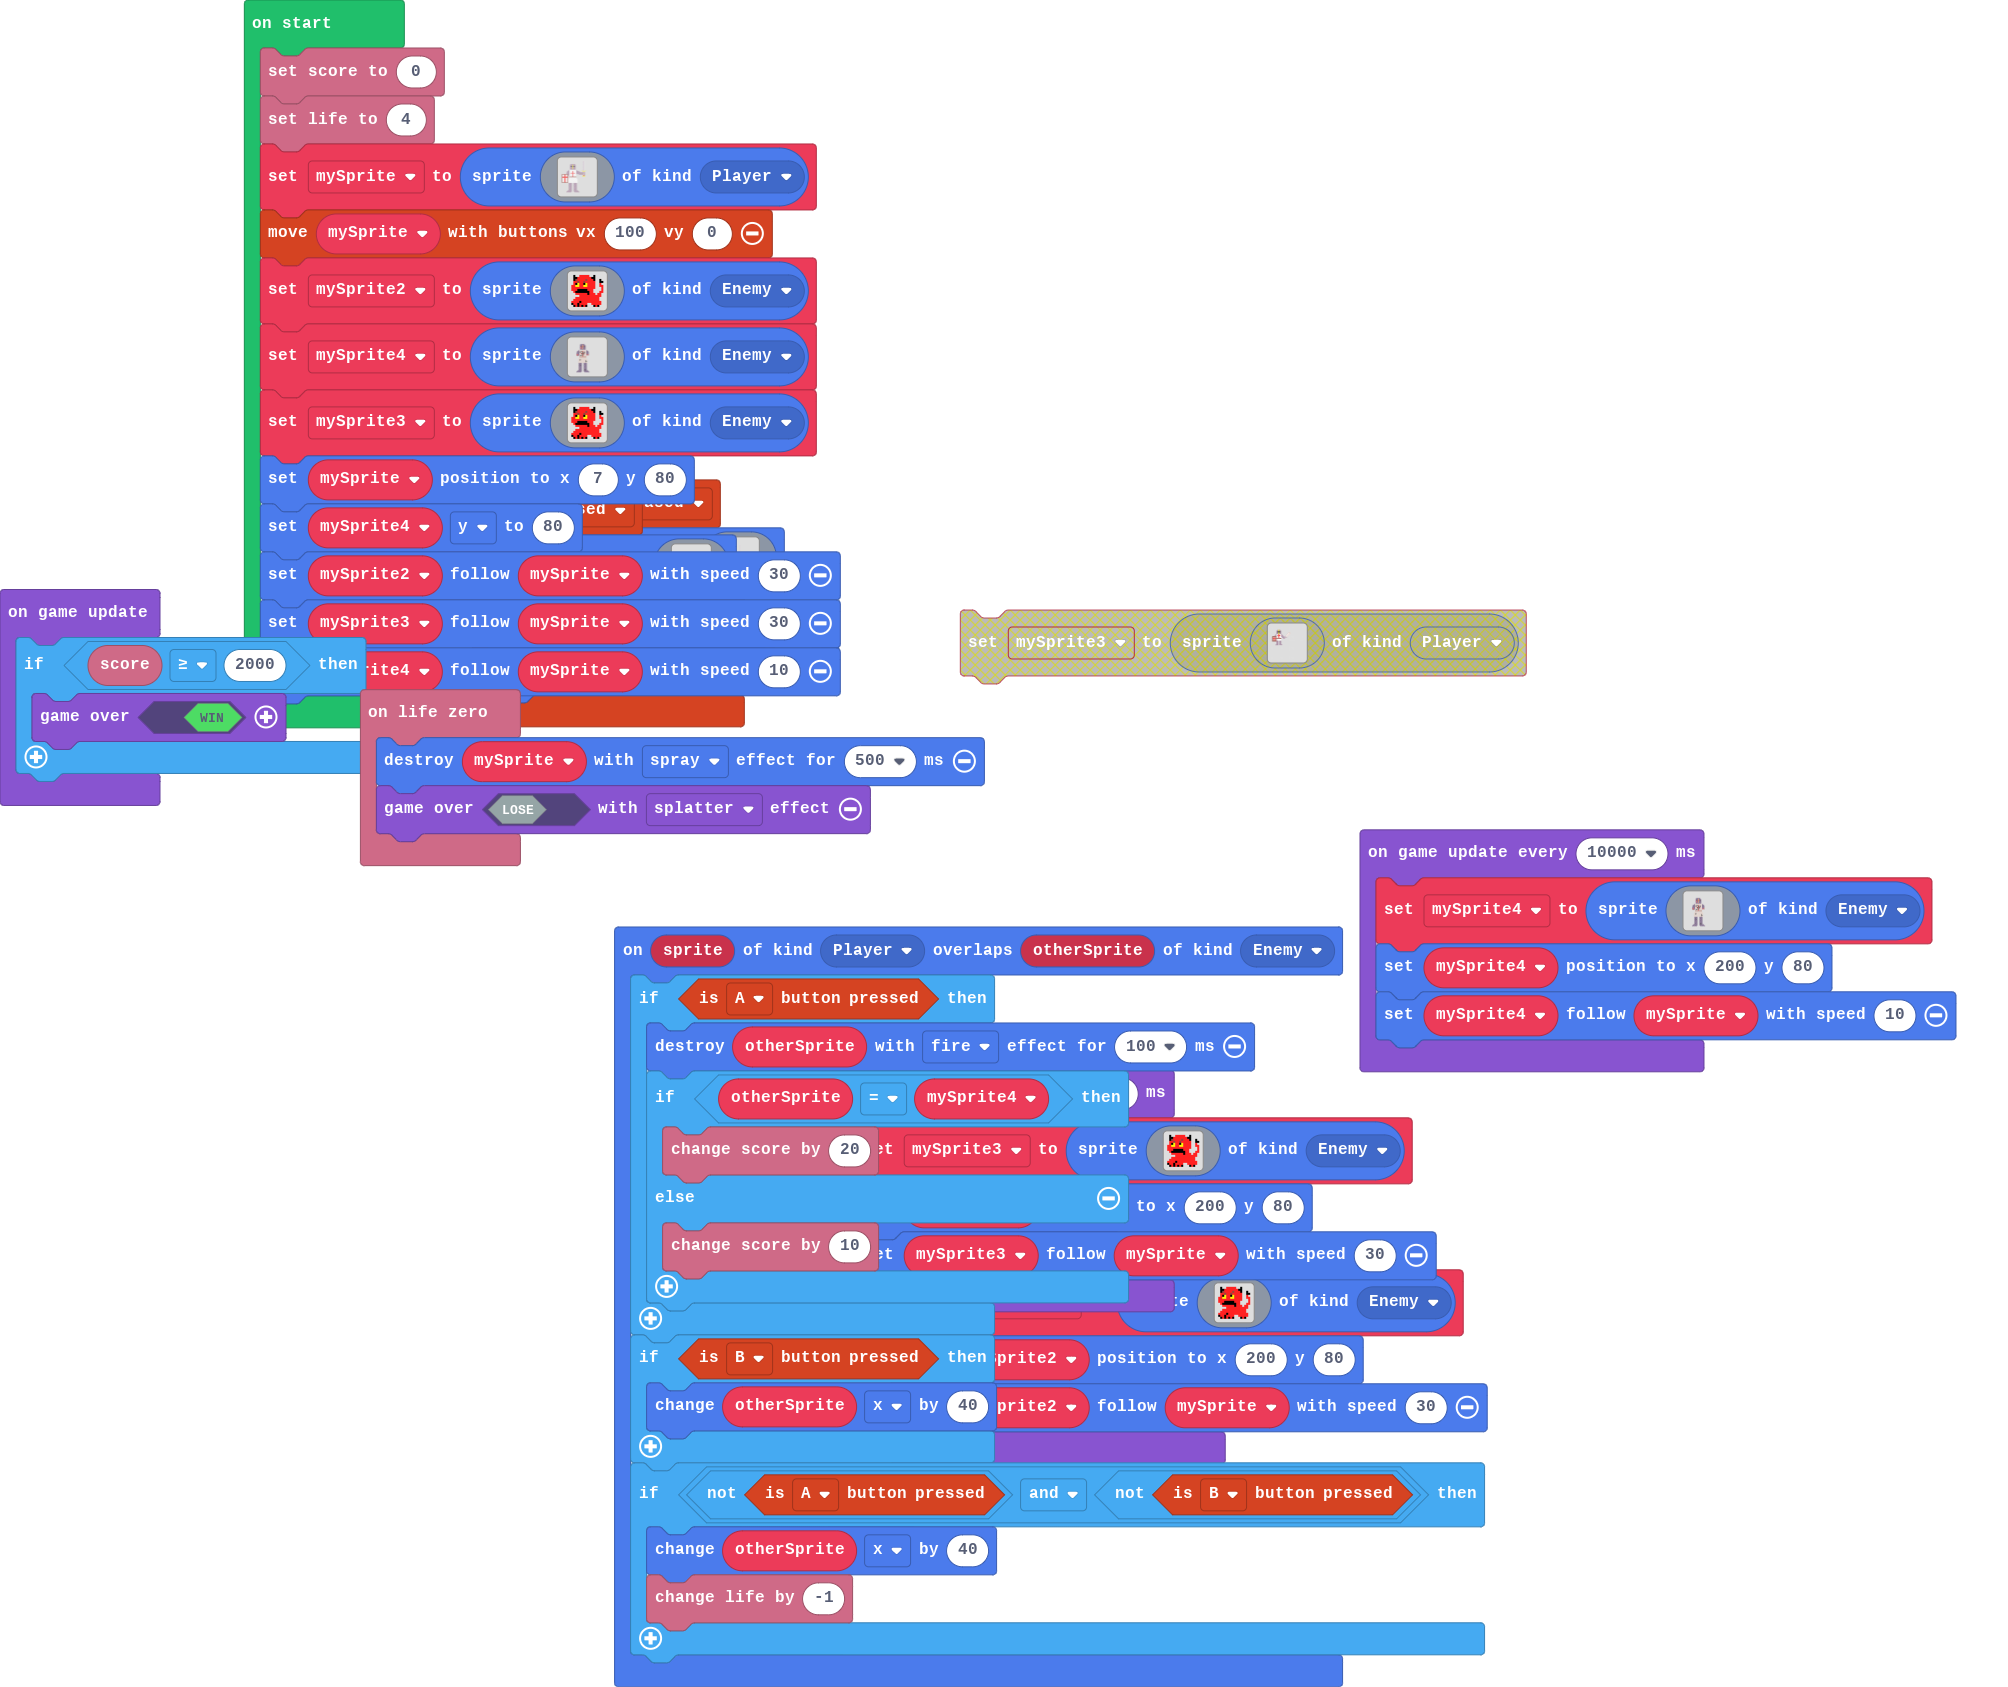 on start
set score to 0
set life to 4
set mySprite to sprite of kind Player
move mySprite with buttons vx 100 vy 0
set mySprite2 to sprite of kind Enemy
set mySprite4 to sprite of kind Enemy
set mySprite3 to sprite of kind Enemy
set mySprite position to x 7 y 80
set mySprite4 y to 80
set mySprite2 follow mySprite with speed 30
set mySprite3 follow mySprite with speed 30
rite4 follow mySprite with speed 10
on game update
if score ≥ 2000 then
game over WIN
set mySprite3 to sprite of kind Player
on life zero
destroy mySprite with spray effect for 500 ms
game over LOSE with splatter effect
on game update every 10000 ms
set mySprite4 to sprite of kind Enemy
set mySprite4 position to x 200 y 80
set mySprite4 follow mySprite with speed 10
on sprite of kind Player overlaps otherSprite of kind Enemy
if is A button pressed then
destroy otherSprite with fire effect for 100 ms
if otherSprite = mySprite4 then
ms
change score by 20
et mySprite3 to sprite of kind Enemy
else
to x 200 y 80
change score by 10
et mySprite3 follow mySprite with speed 30
te of kind Enemy
if is B button pressed then
prite2 position to x 200 y 80
change otherSprite x by 40
prite2 follow mySprite with speed 30
if not is A button pressed and not is B button pressed then
change otherSprite x by 40
change life by -1